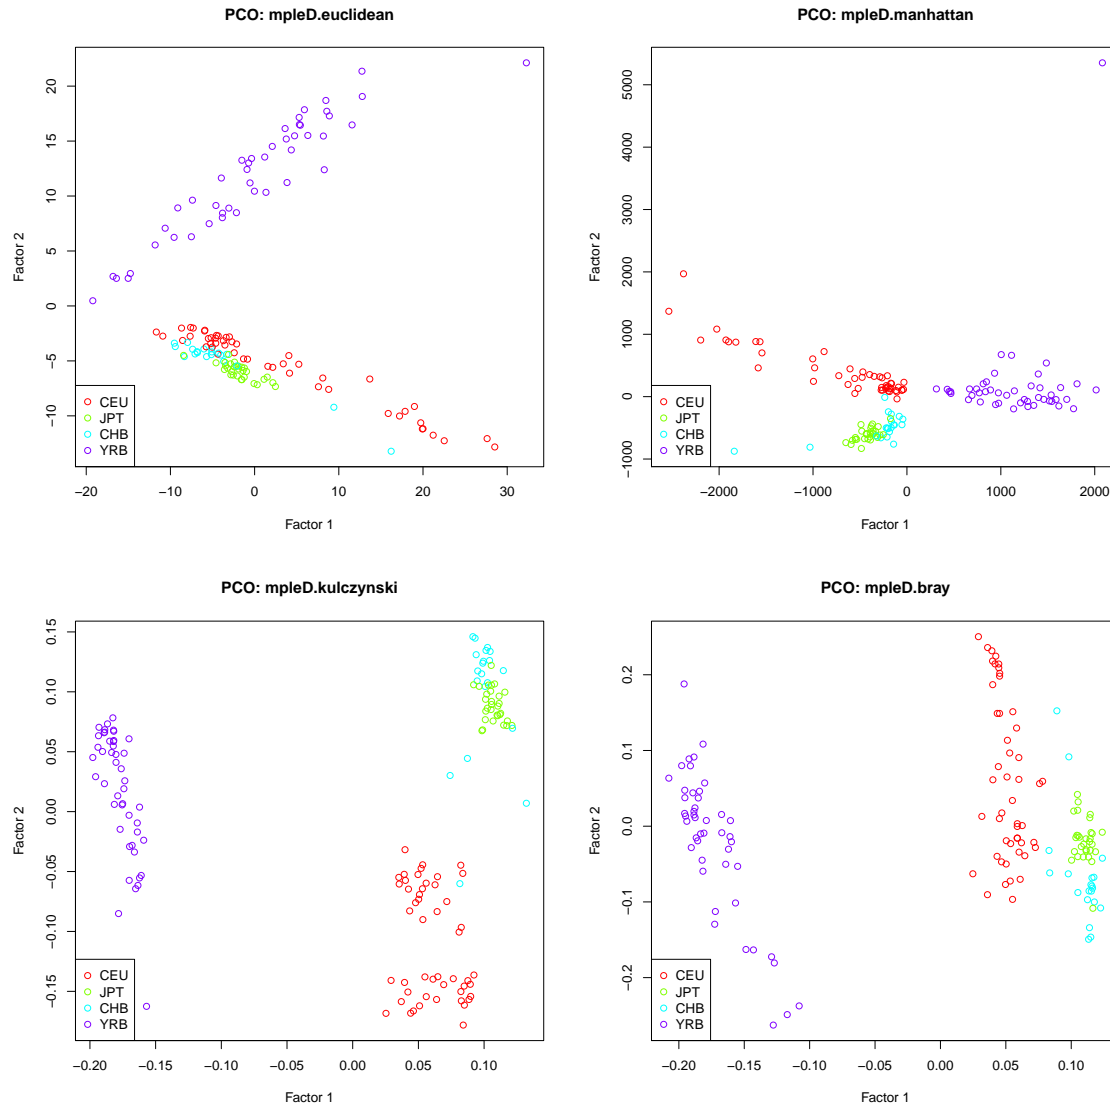 PCO: mpleD.euclidean
20
15
10
5
0
−5
−10
Factor 2
CEU
JPT
CHB
YRB
−20 −10 0 10 20 30
Factor 1
PCO: mpleD.manhattan
5000
4000
3000
2000
1000
0
−1000
Factor 2
CEU
JPT
CHB
YRB
−2000 −1000 0 1000 2000
Factor 1
PCO: mpleD.kulczynski
0.15
0.10
0.05
0.00
−0.05
−0.10
−0.15
Factor 2
CEU
JPT
CHB
YRB
−0.20 −0.15 −0.10 −0.05 0.00 0.05 0.10
Factor 1
PCO: mpleD.bray
0.2
0.1
0.0
−0.1
−0.2
Factor 2
CEU
JPT
CHB
YRB
−0.20 −0.15 −0.10 −0.05 0.00 0.05 0.10
Factor 1